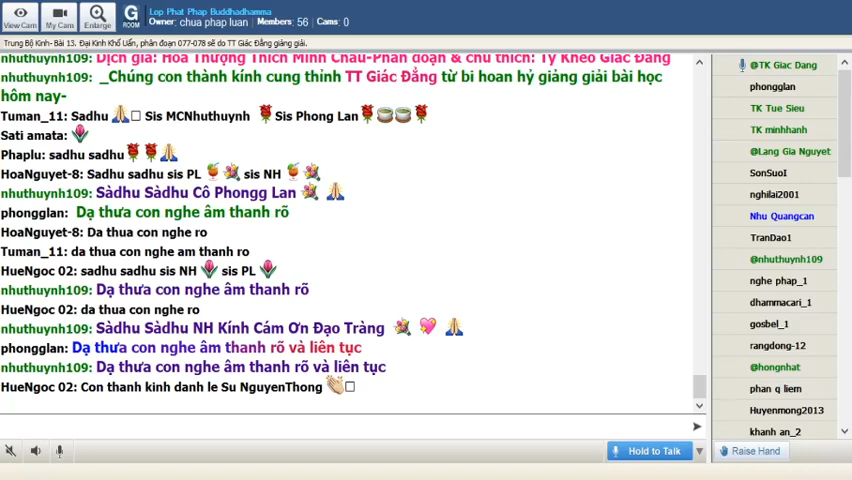 View Cam
My Cam
Enlarge
G ROOM
Lop Phat Phap Buddhadhamma
Owner: chua phap luan Members: 56 Cams: 0
Trung Bộ Kinh- Bài 13. Đại Kinh Khổ Uẩn, phân đoạn 077-078 sẽ do TT Giác Đẳng giảng giải.
nhuthuynh109: Dịch giả: Hòa Thượng Thích Minh Châu-Phân đoạn & chú thích: Tỳ Kheo Giác Đẳng
nhuthuynh109: _Chúng con thành kính cung thỉnh TT Giác Đẳng từ bi hoan hỷ giảng giải bài học
hôm nay-
Tuman_11: Sadhu Sis MCNhuthuynh Sis Phong Lan
Sati amata:
Phaplu: sadhu sadhu
HoaNguyet-8: Sadhu sadhu sis PL sis NH
nhuthuynh109: Sàdhu Sàdhu Cô Phongg Lan
phongglan: Dạ thưa con nghe âm thanh rõ
HoaNguyet-8: Da thưa con nghe ro
Tuman_11: da thua con nghe am thanh ro
HueNgoc 02: sadhu sadhu sis NH sis PL
nhuthuynh109: Dạ thưa con nghe âm thanh rõ
HueNgoc 02: da thua con nghe ro
nhuthuynh109: Sàdhu Sàdhu NH Kính Cám Ơn Đạo Tràng
phongglan: Dạ thưa con nghe âm thanh rõ và liên tục
nhuthuynh109: Dạ thưa con nghe âm thanh rõ và liên tục
HueNgoc 02: Con thanh kinh danh le Su NguyenThong
Hold to Talk
@TK Giac Dang
phongglan
TK Tue Sieu
TK minhhanh
@Lang Gia Nguyet
SonSuoI
nghilai2001
Nhu Quangcan
TranDao1
@nhuthuynh109
nghe phap_1
dhammacari_1
gosbel_1
rangdong-12
@hongnhat
phan q liem
Huyenmong2013
khanh an_2
Raise Hand